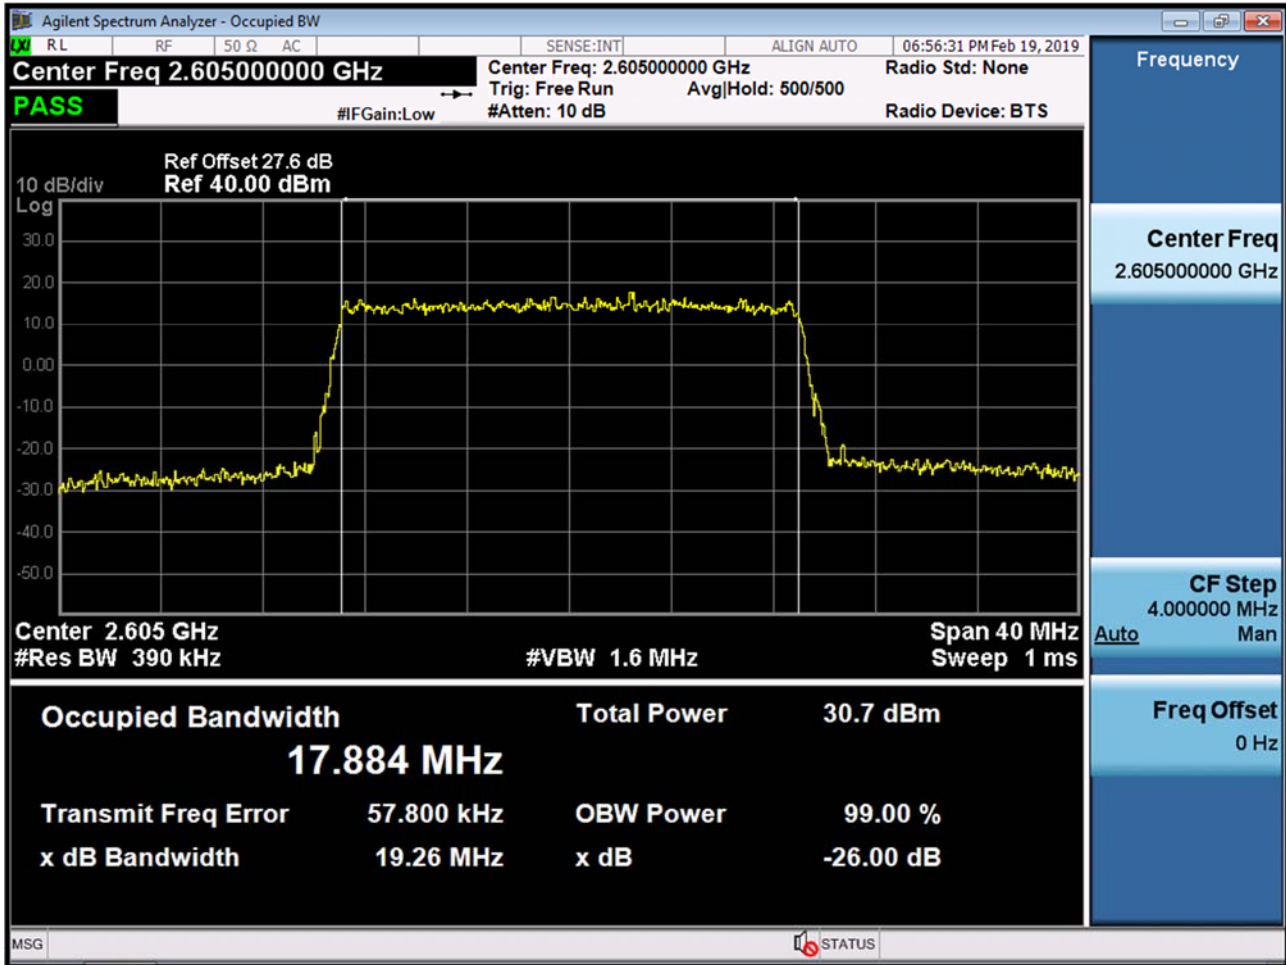 Agilent Spectrum Analyzer - Occupied BW
LXI RL RF 50 Ω AC SENSE:INT ALIGN AUTO 06:56:31 PM Feb 19, 2019
Center Freq 2.605000000 GHz
Center Freq: 2.605000000 GHz Radio Std: None
Trig: Free Run Avg|Hold: 500/500
PASS
#IFGain:Low #Atten: 10 dB Radio Device: BTS
Ref Offset 27.6 dB
10 dB/div Ref 40.00 dBm
Log
30.0
20.0
10.0
0.00
-10.0
-20.0
-30.0
-40.0
-50.0
Center 2.605 GHz Span 40 MHz
#Res BW 390 kHz #VBW 1.6 MHz Sweep 1 ms
Occupied Bandwidth Total Power 30.7 dBm
17.884 MHz
Transmit Freq Error 57.800 kHz OBW Power 99.00 %
x dB Bandwidth 19.26 MHz x dB -26.00 dB
Frequency
Center Freq
2.605000000 GHz
CF Step
4.000000 MHz
Auto Man
Freq Offset
0 Hz
MSG STATUS